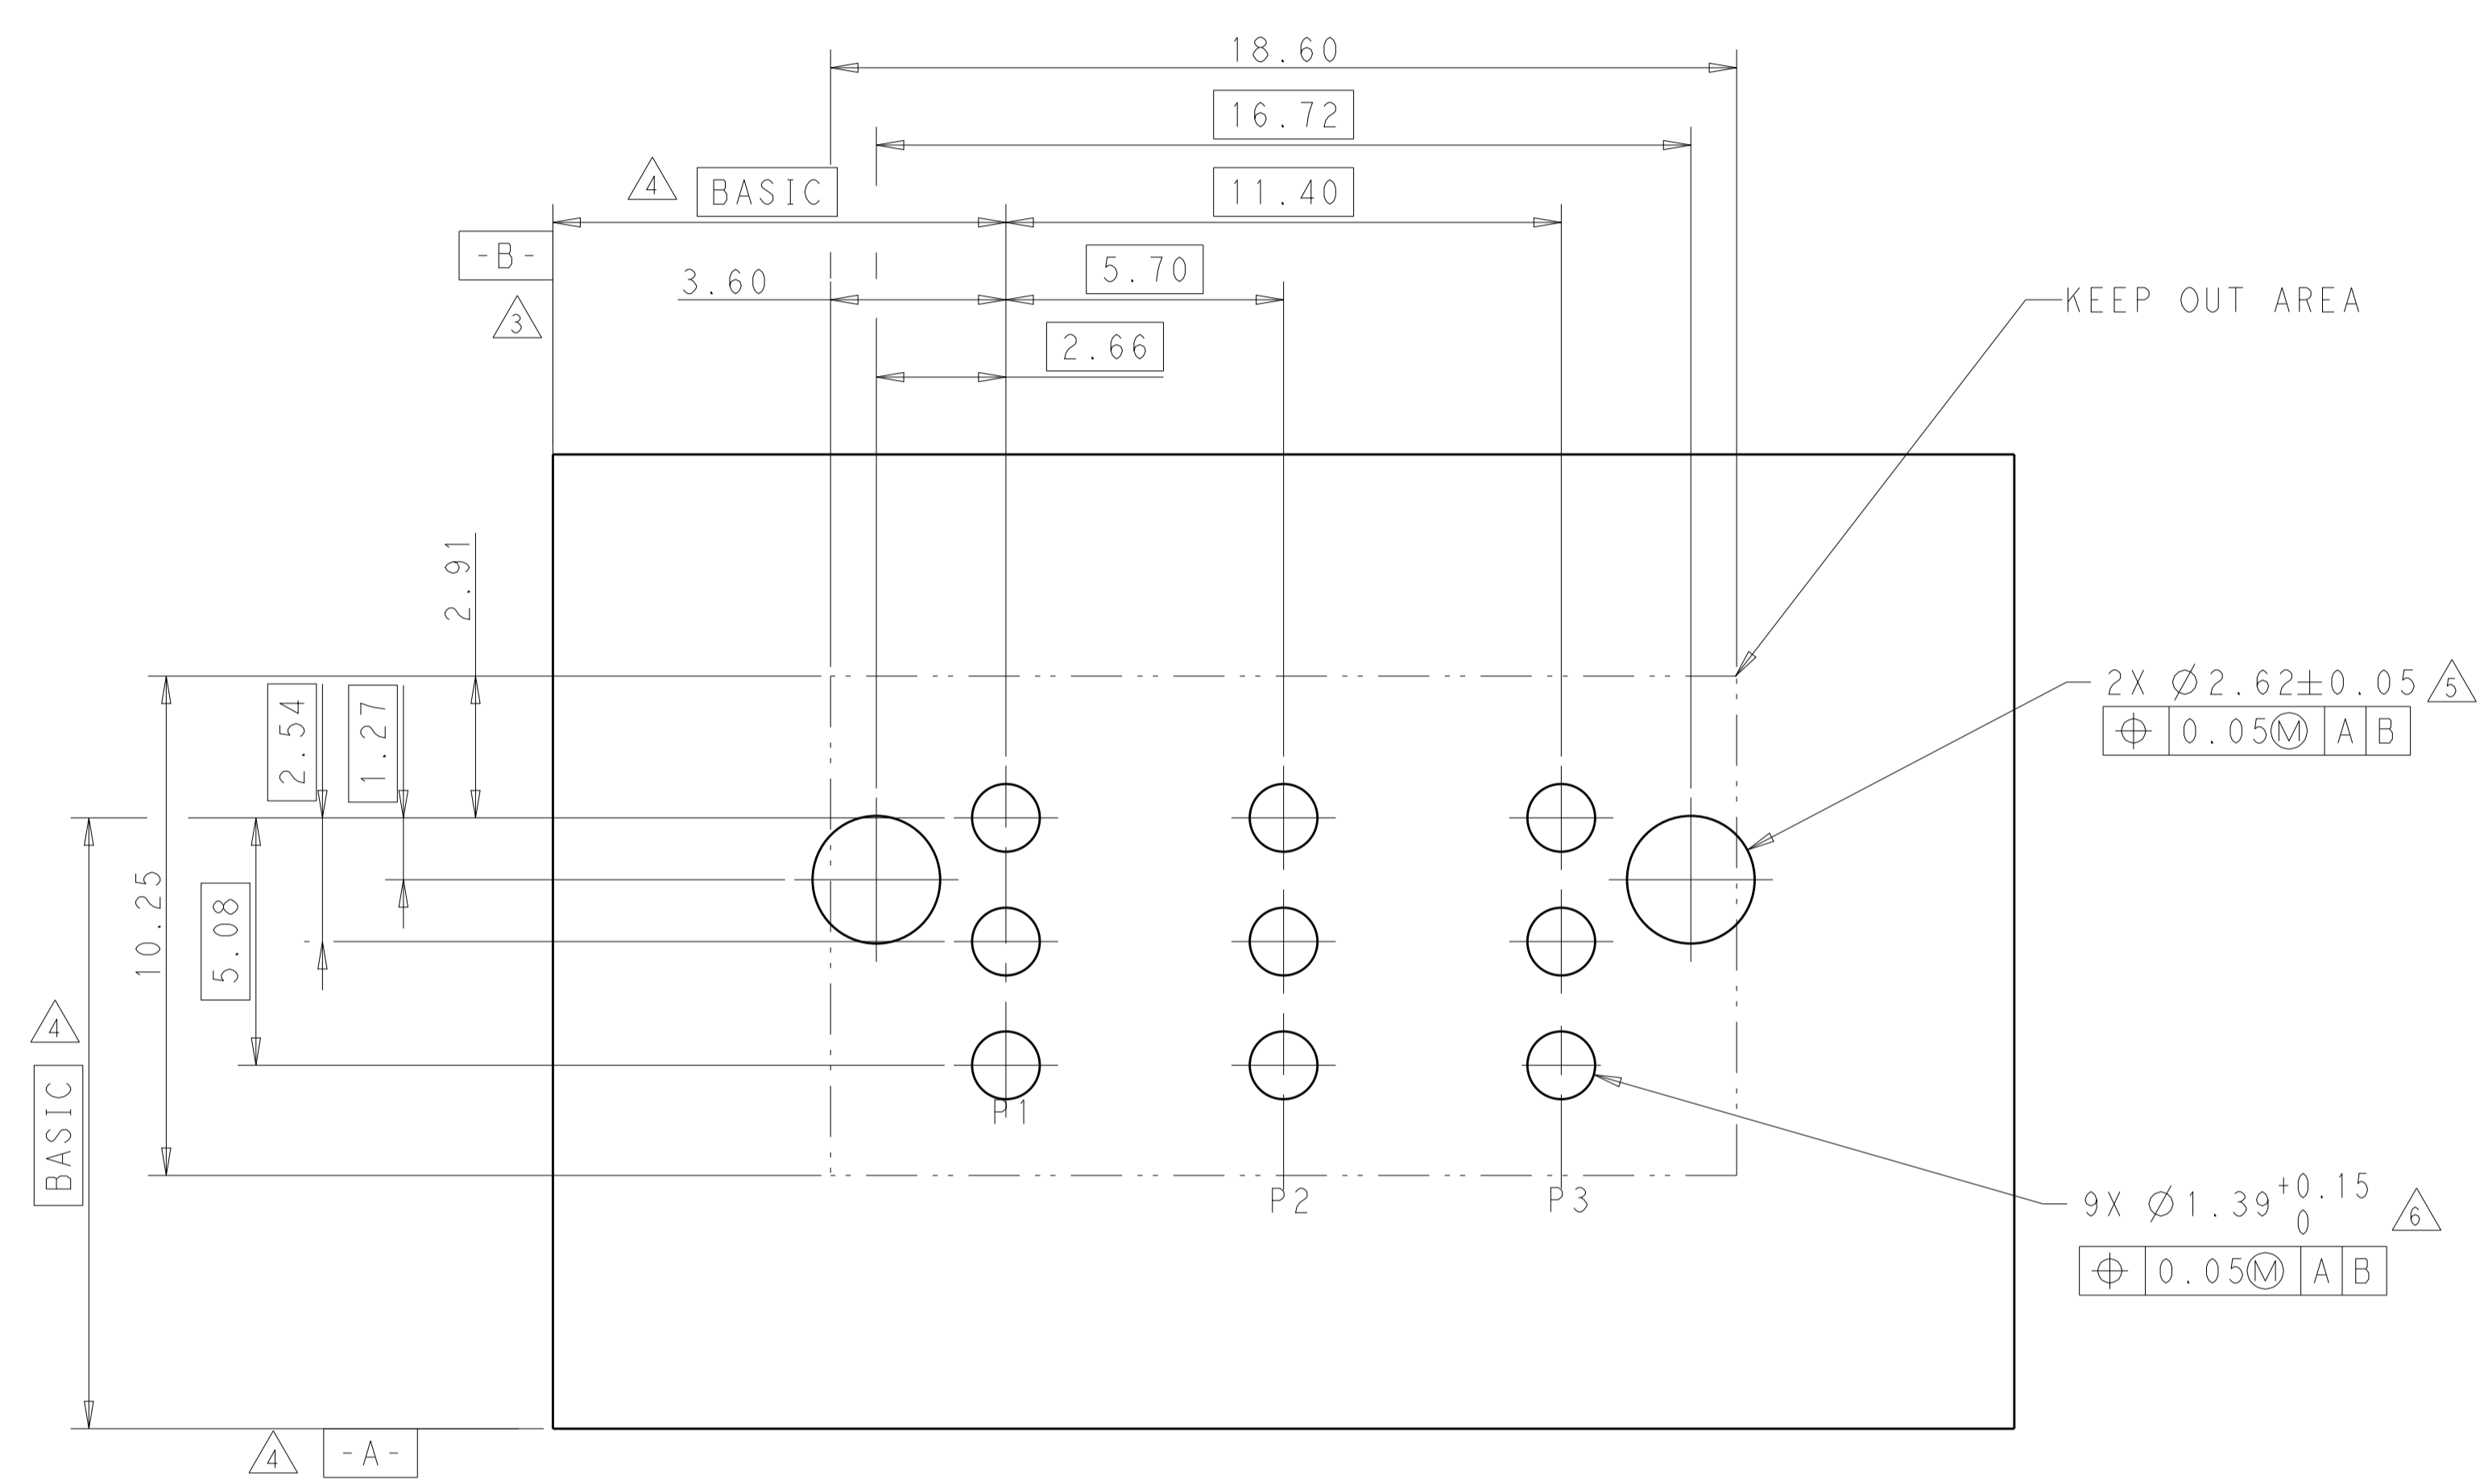 18.60
16.72
4 BASIC 11.40
-B-
3.60 5.70
3
2.66
KEEP OUT AREA
2.91
2X Ø2.62±0.05 5
⌖ 0.05Ⓜ A B
2.54
1.27
10.25
5.08
4
BASIC
P1
P2
P3
9X Ø1.39 +0.15 6
0
⌖ 0.05Ⓜ A B
4 -A-